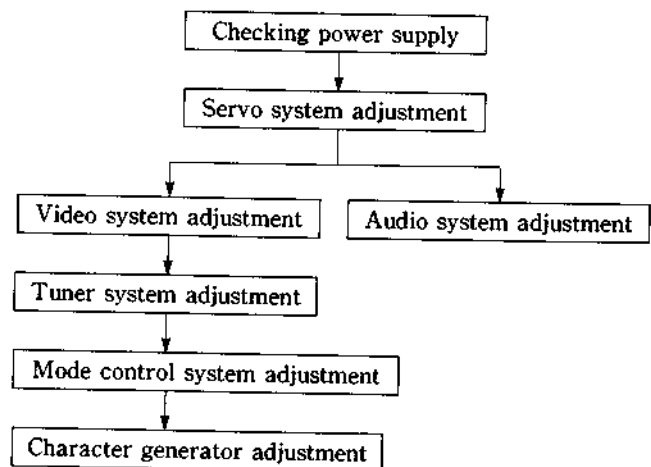 Checking power supply
Servo system adjustment
Video system adjustment
Audio system adjustment
Tuner system adjustment
Mode control system adjustment
Character generator adjustment